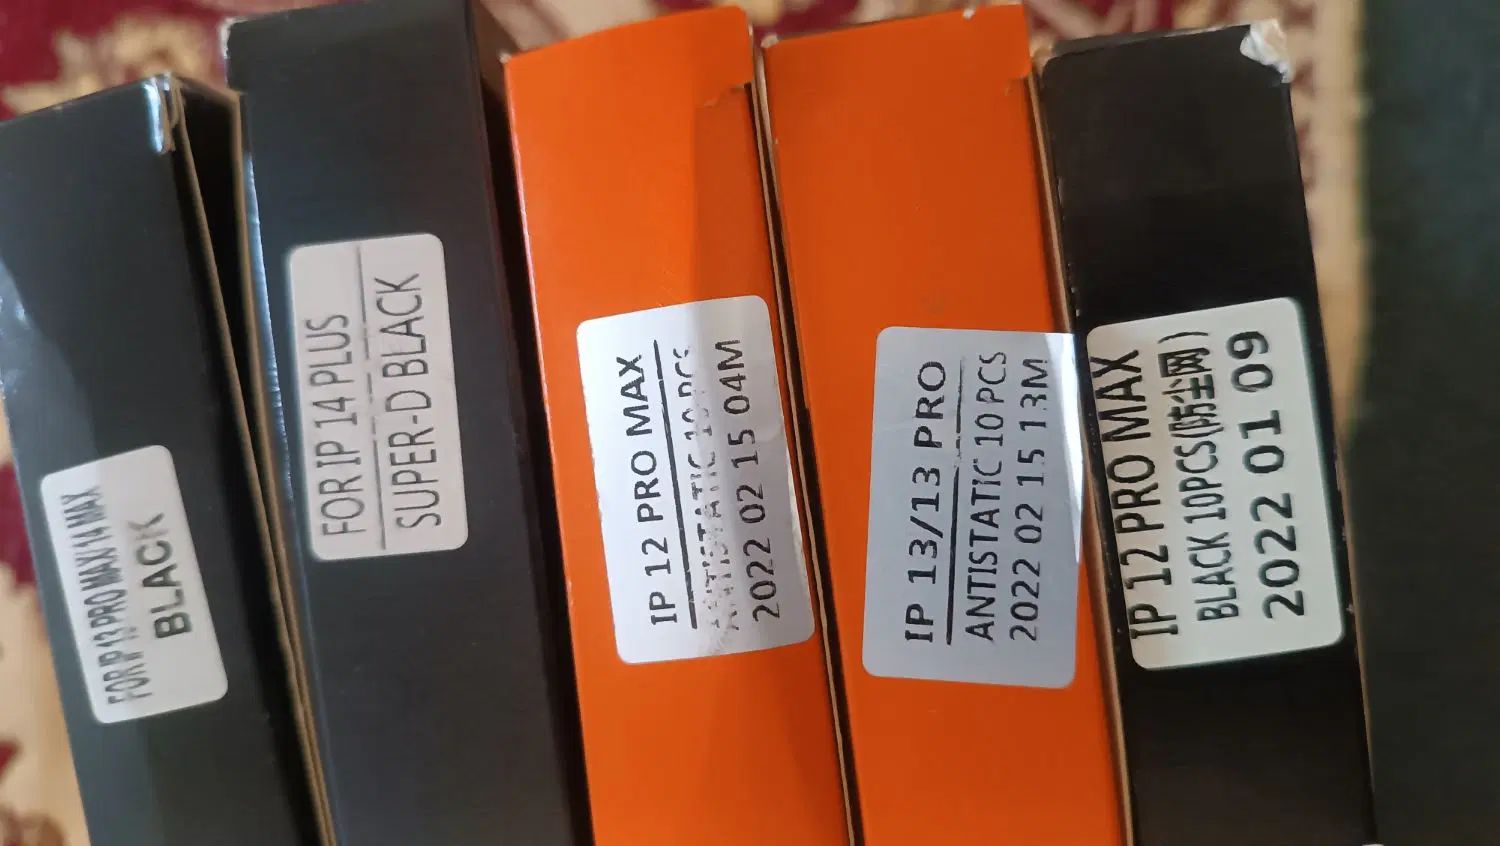 FOR IP 13 PRO MAX/14 MAX
BLACK
FOR IP 14 PLUS
SUPER-D BLACK
IP 12 PRO MAX
ANTISTATIC 10 PCS
2022 02 15 04M
IP 13/13 PRO
ANTISTATIC 10 PCS
2022 02 15 13M
IP 12 PRO MAX
BLACK 10PCS(防尘网)
2022 01 09